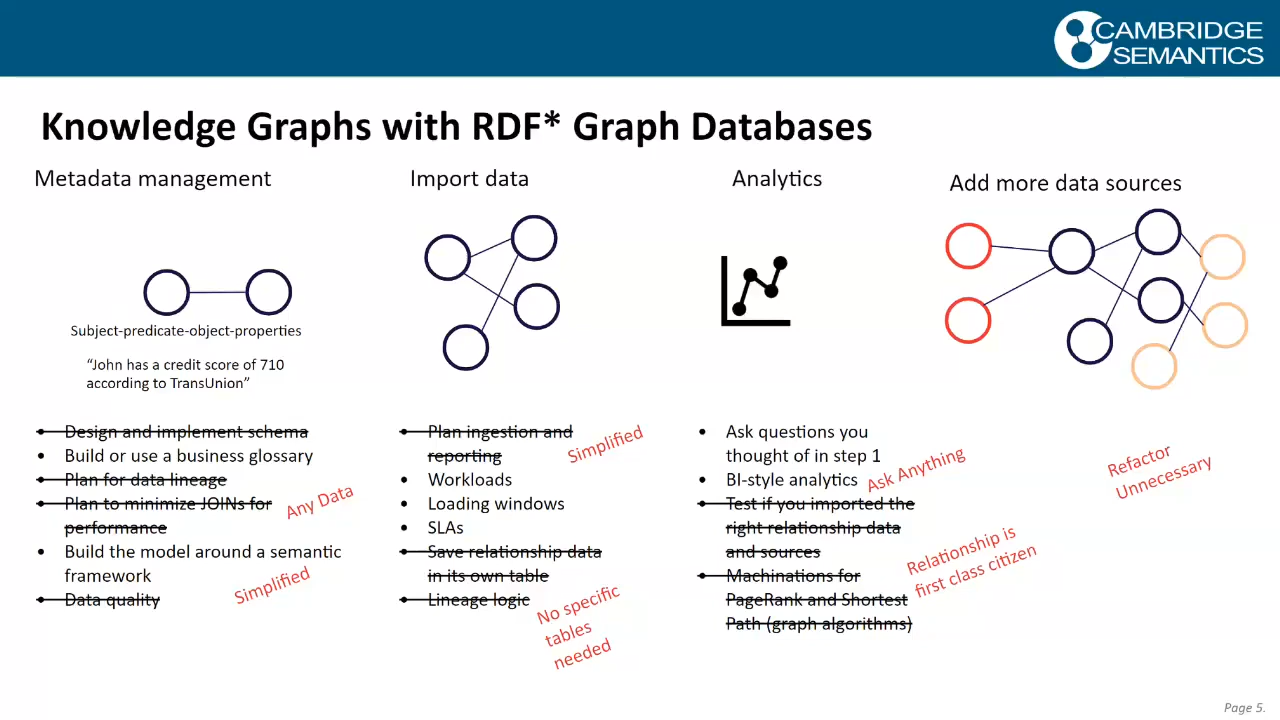 CAMBRIDGE
SEMANTICS
Knowledge Graphs with RDF* Graph Databases
Metadata management
Subject-predicate-object-properties
“John has a credit score of 710
according to TransUnion”
• Design and implement schema
• Build or use a business glossary
• Plan for data lineage
• Plan to minimize JOINs for
performance
• Build the model around a semantic
framework
• Data quality
Any Data
Simplified
Import data
• Plan ingestion and
reporting
• Workloads
• Loading windows
• SLAs
• Save relationship data
in its own table
• Lineage logic
Simplified
No specific
tables
needed
Analytics
• Ask questions you
thought of in step 1
• BI-style analytics
• Test if you imported the
right relationship data
and sources
• Machinations for
PageRank and Shortest
Path (graph algorithms)
Ask Anything
Relationship is
first class citizen
Add more data sources
Refactor
Unnecessary
Page 5.